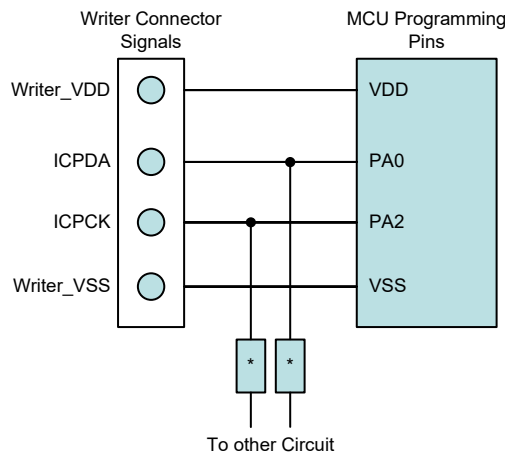 Writer Connector
Signals
MCU Programming
Pins
Writer_VDD
VDD
ICPDA
PA0
ICPCK
PA2
Writer_VSS
VSS
*
*
To other Circuit